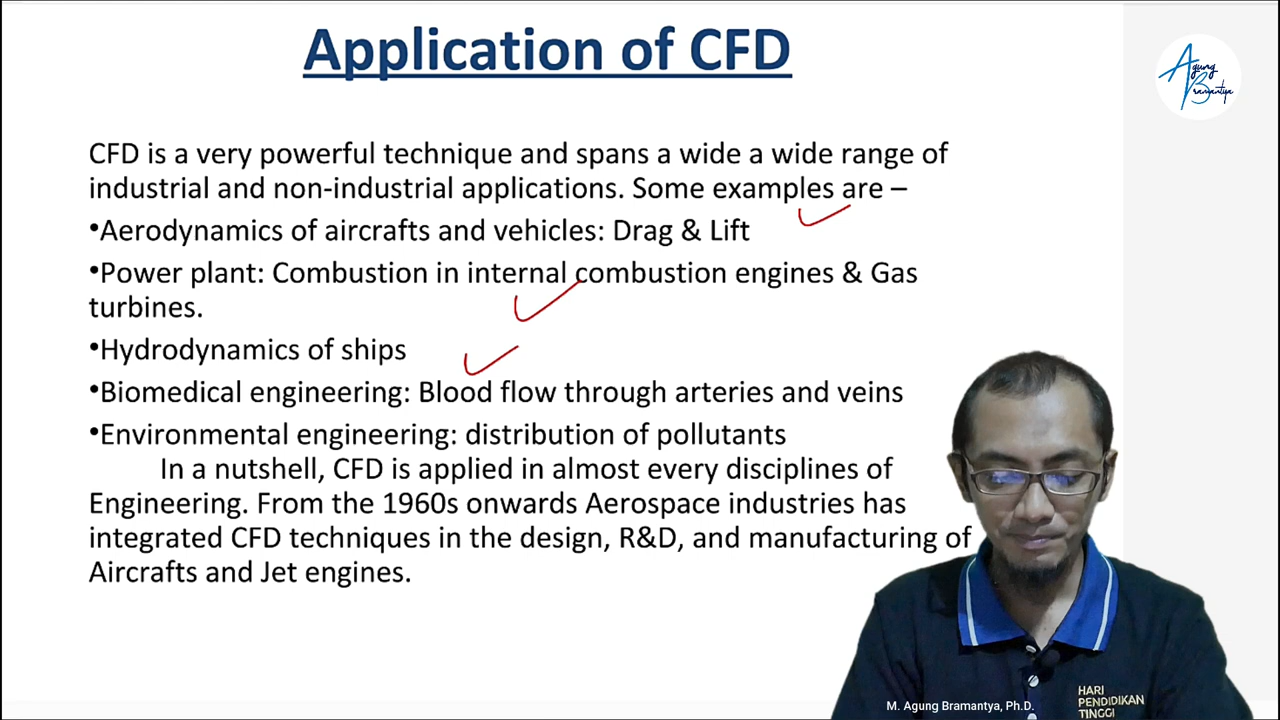 Application of CFD
Agung
Bramantya
CFD is a very powerful technique and spans a wide a wide range of
industrial and non-industrial applications. Some examples are –
•Aerodynamics of aircrafts and vehicles: Drag & Lift
•Power plant: Combustion in internal combustion engines & Gas
turbines.
•Hydrodynamics of ships
•Biomedical engineering: Blood flow through arteries and veins
•Environmental engineering: distribution of pollutants
In a nutshell, CFD is applied in almost every disciplines of
Engineering. From the 1960s onwards Aerospace industries has
integrated CFD techniques in the design, R&D, and manufacturing of
Aircrafts and Jet engines.
HARI
PENDIDIKAN
TINGGI
M. Agung Bramantya, Ph.D.